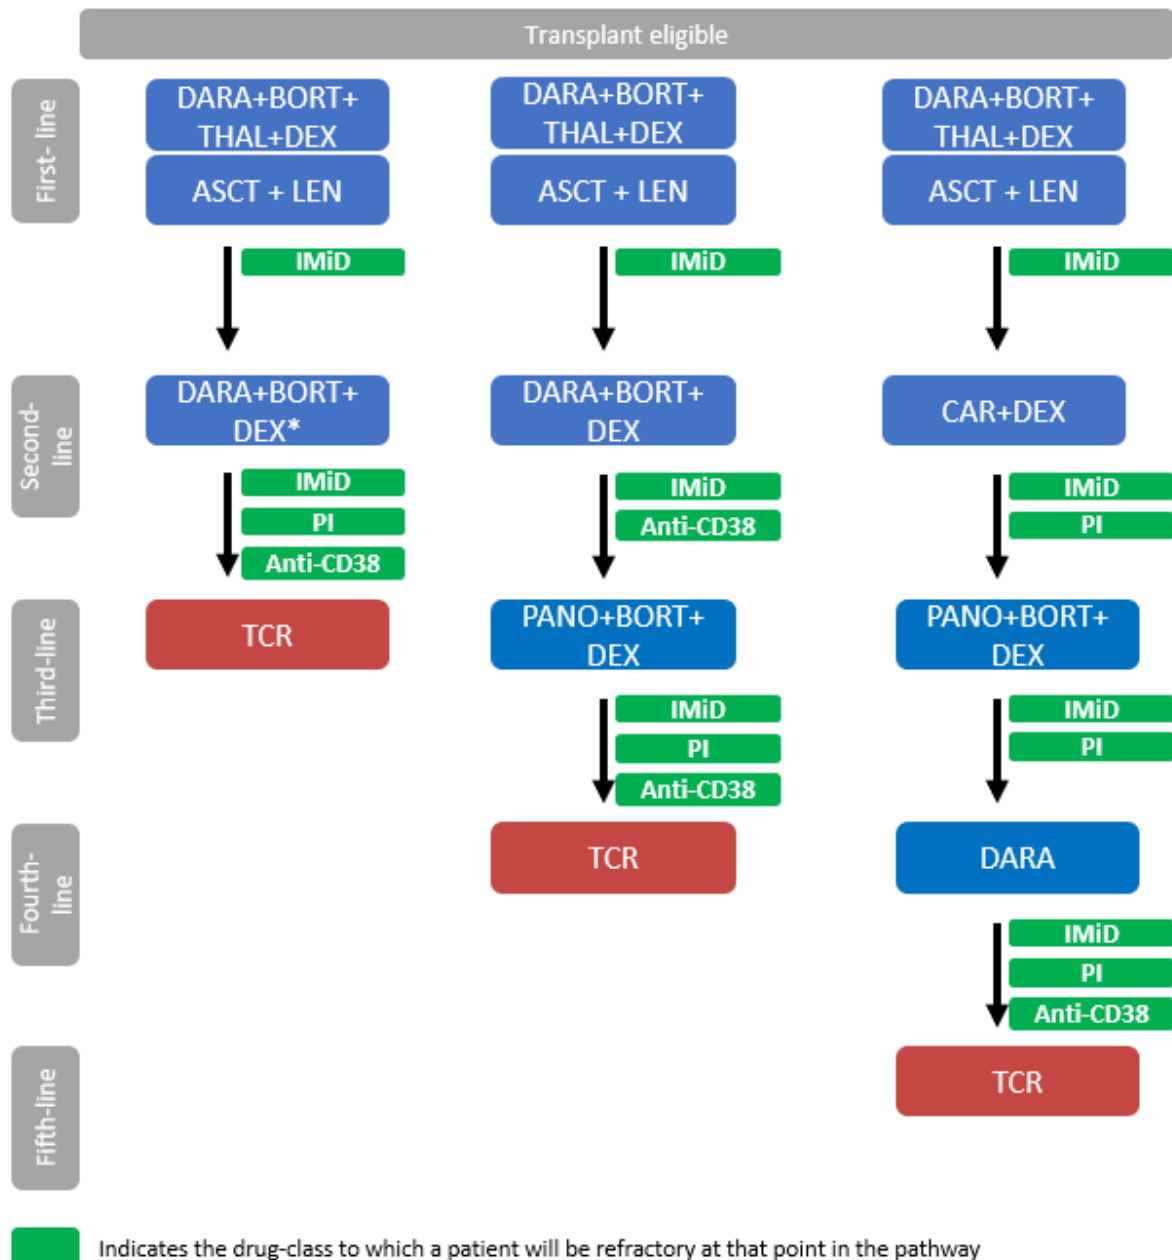 Transplant eligible
First- line
DARA+BORT+
THAL+DEX
DARA+BORT+
THAL+DEX
DARA+BORT+
THAL+DEX
ASCT + LEN
ASCT + LEN
ASCT + LEN
IMiD
IMiD
IMiD
Second-
line
DARA+BORT+
DEX*
DARA+BORT+
DEX
CAR+DEX
IMiD
PI
Anti-CD38
IMiD
Anti-CD38
IMiD
PI
Third-line
TCR
PANO+BORT+
DEX
PANO+BORT+
DEX
IMiD
PI
Anti-CD38
IMiD
PI
Fourth-
line
TCR
DARA
IMiD
PI
Anti-CD38
Fifth-line
TCR
Indicates the drug-class to which a patient will be refractory at that point in the pathway